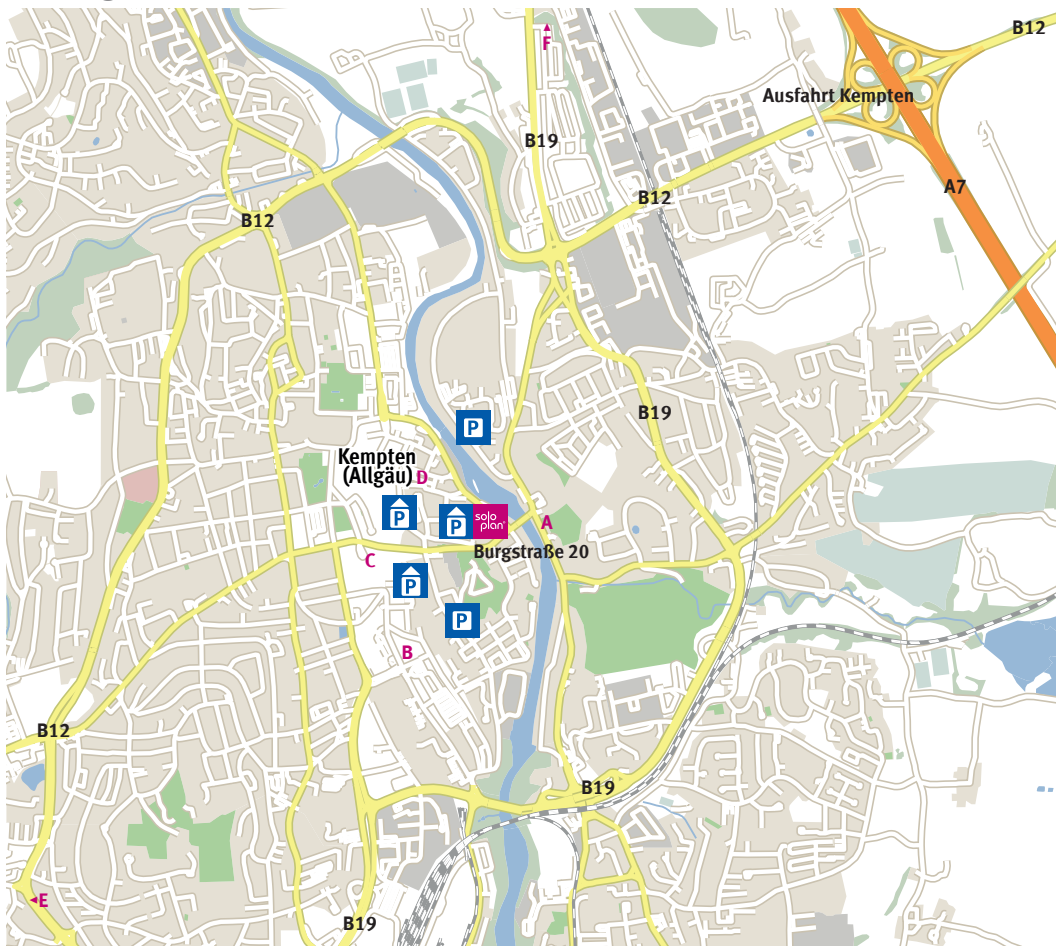 B12
F
Ausfahrt Kempten
B19
A7
B12
B12
B19
P
Kempten
(Allgäu)
D
P
P
solo
plan
A
Burgstraße 20
C
P
P
B
B12
B19
E
B19